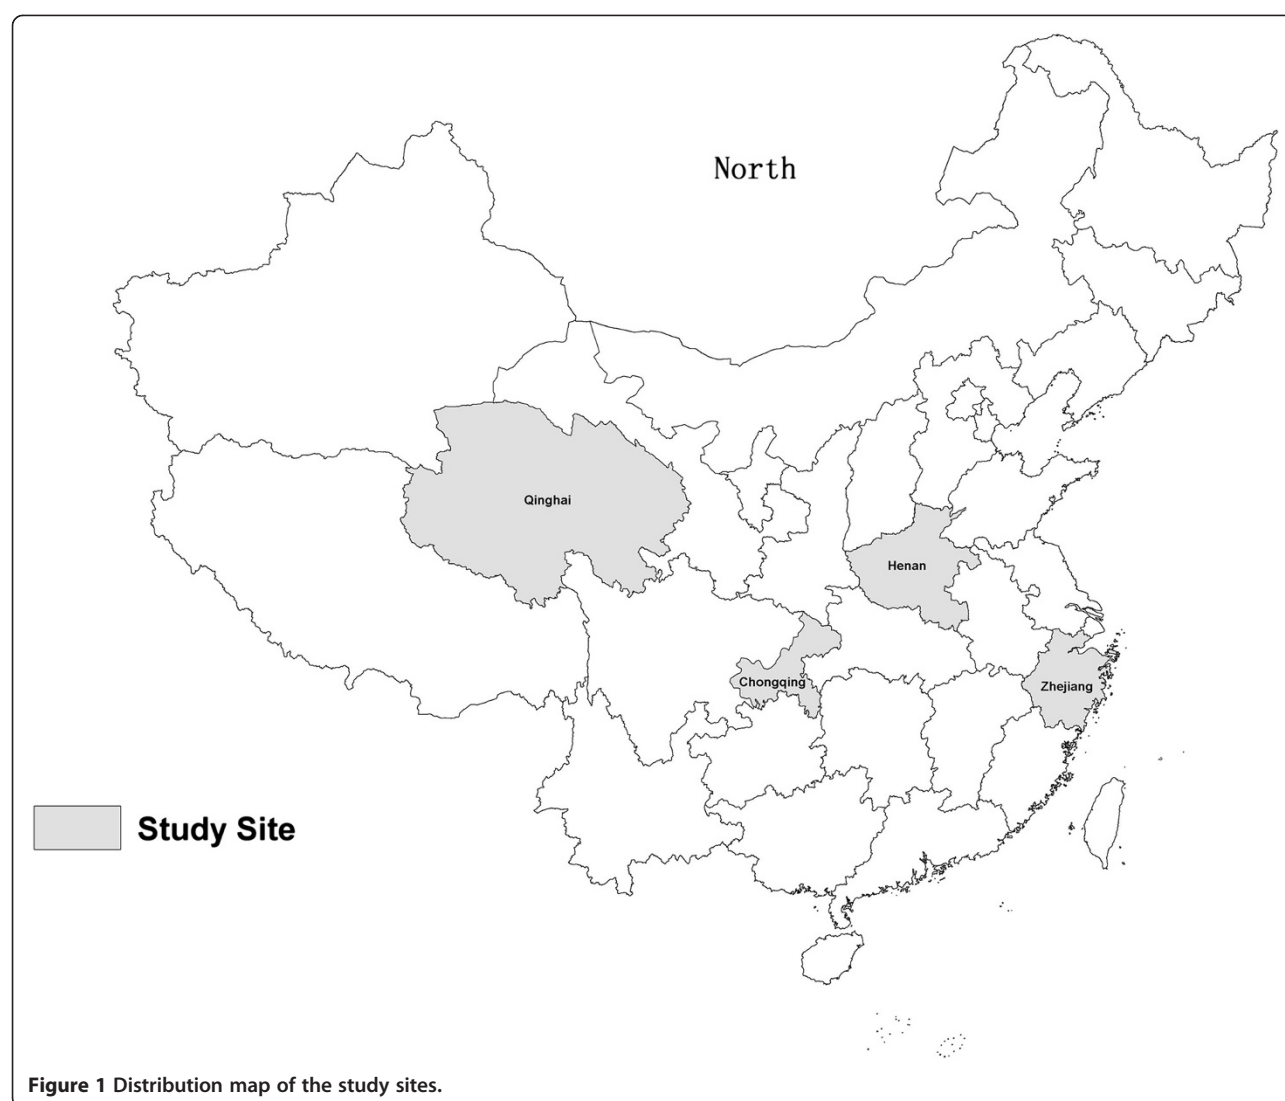 North
Qinghai
Henan
Chongqing
Zhejiang
Study Site
Figure 1 Distribution map of the study sites.